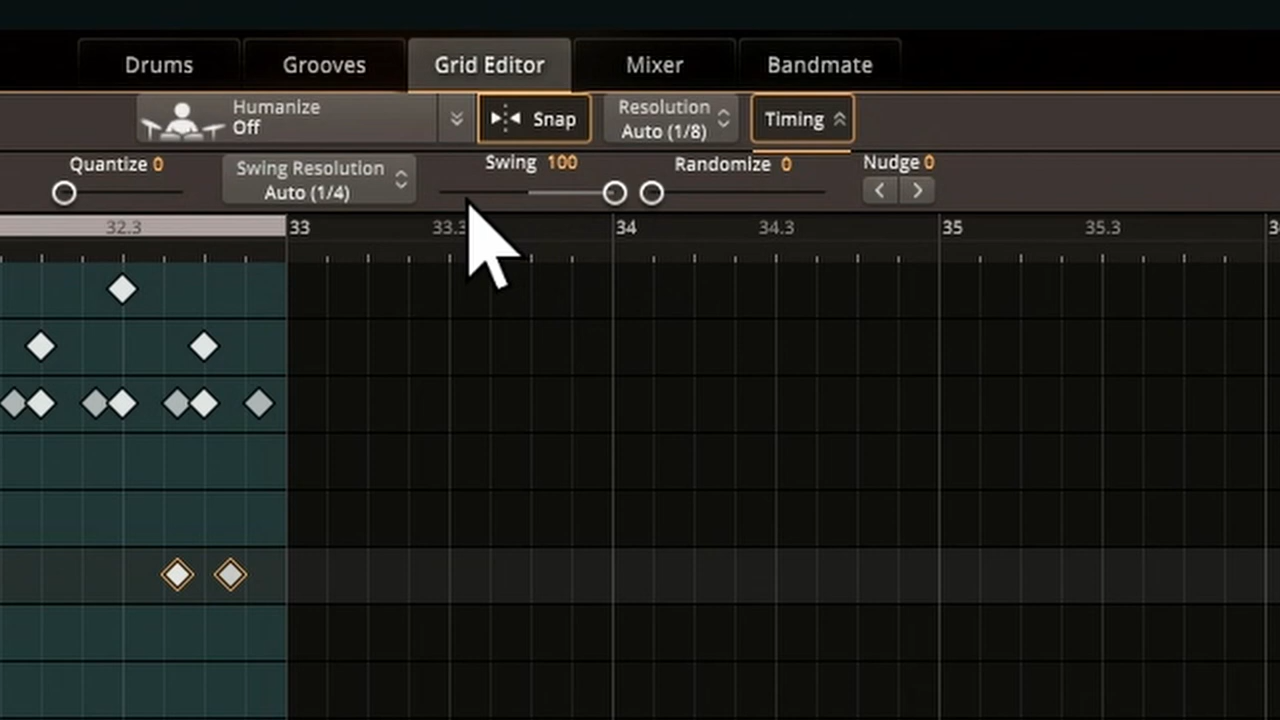 Drums Grooves Grid Editor Mixer Bandmate
Humanize
Off
Snap
Resolution
Auto (1/8)
Timing
Quantize 0
Swing Resolution
Auto (1/4)
Swing 100
Randomize 0
Nudge 0
32.3 33 33.3 34 34.3 35 35.3